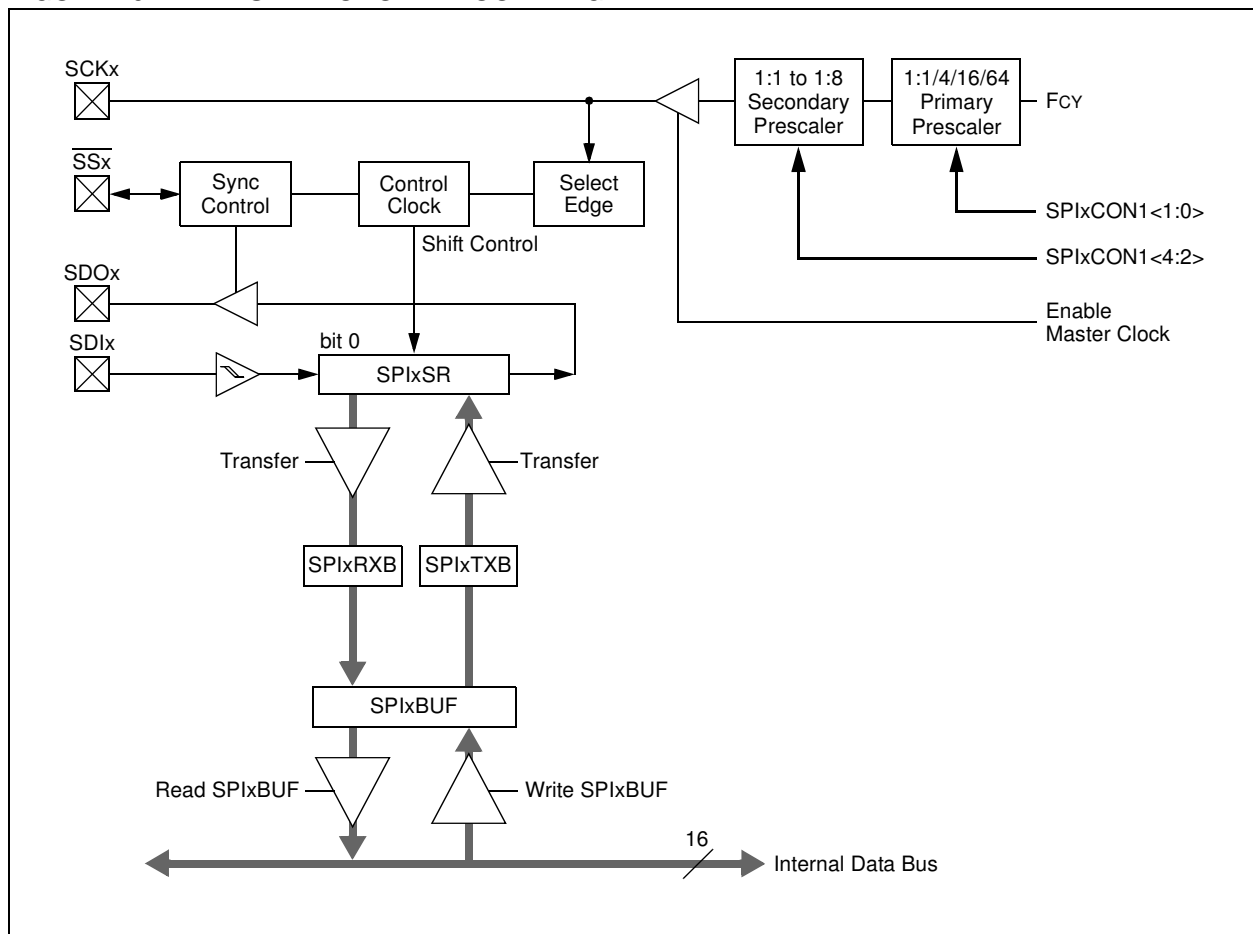 SCKx
1:1 to 1:8
Secondary
Prescaler
1:1/4/16/64
Primary
Prescaler
FCY
SSx
Sync
Control
Control
Clock
Select
Edge
SPIxCON1<1:0>
Shift Control
SPIxCON1<4:2>
SDOx
Enable
Master Clock
SDIx
bit 0
SPIxSR
Transfer
Transfer
SPIxRXB
SPIxTXB
SPIxBUF
Read SPIxBUF
Write SPIxBUF
16
Internal Data Bus